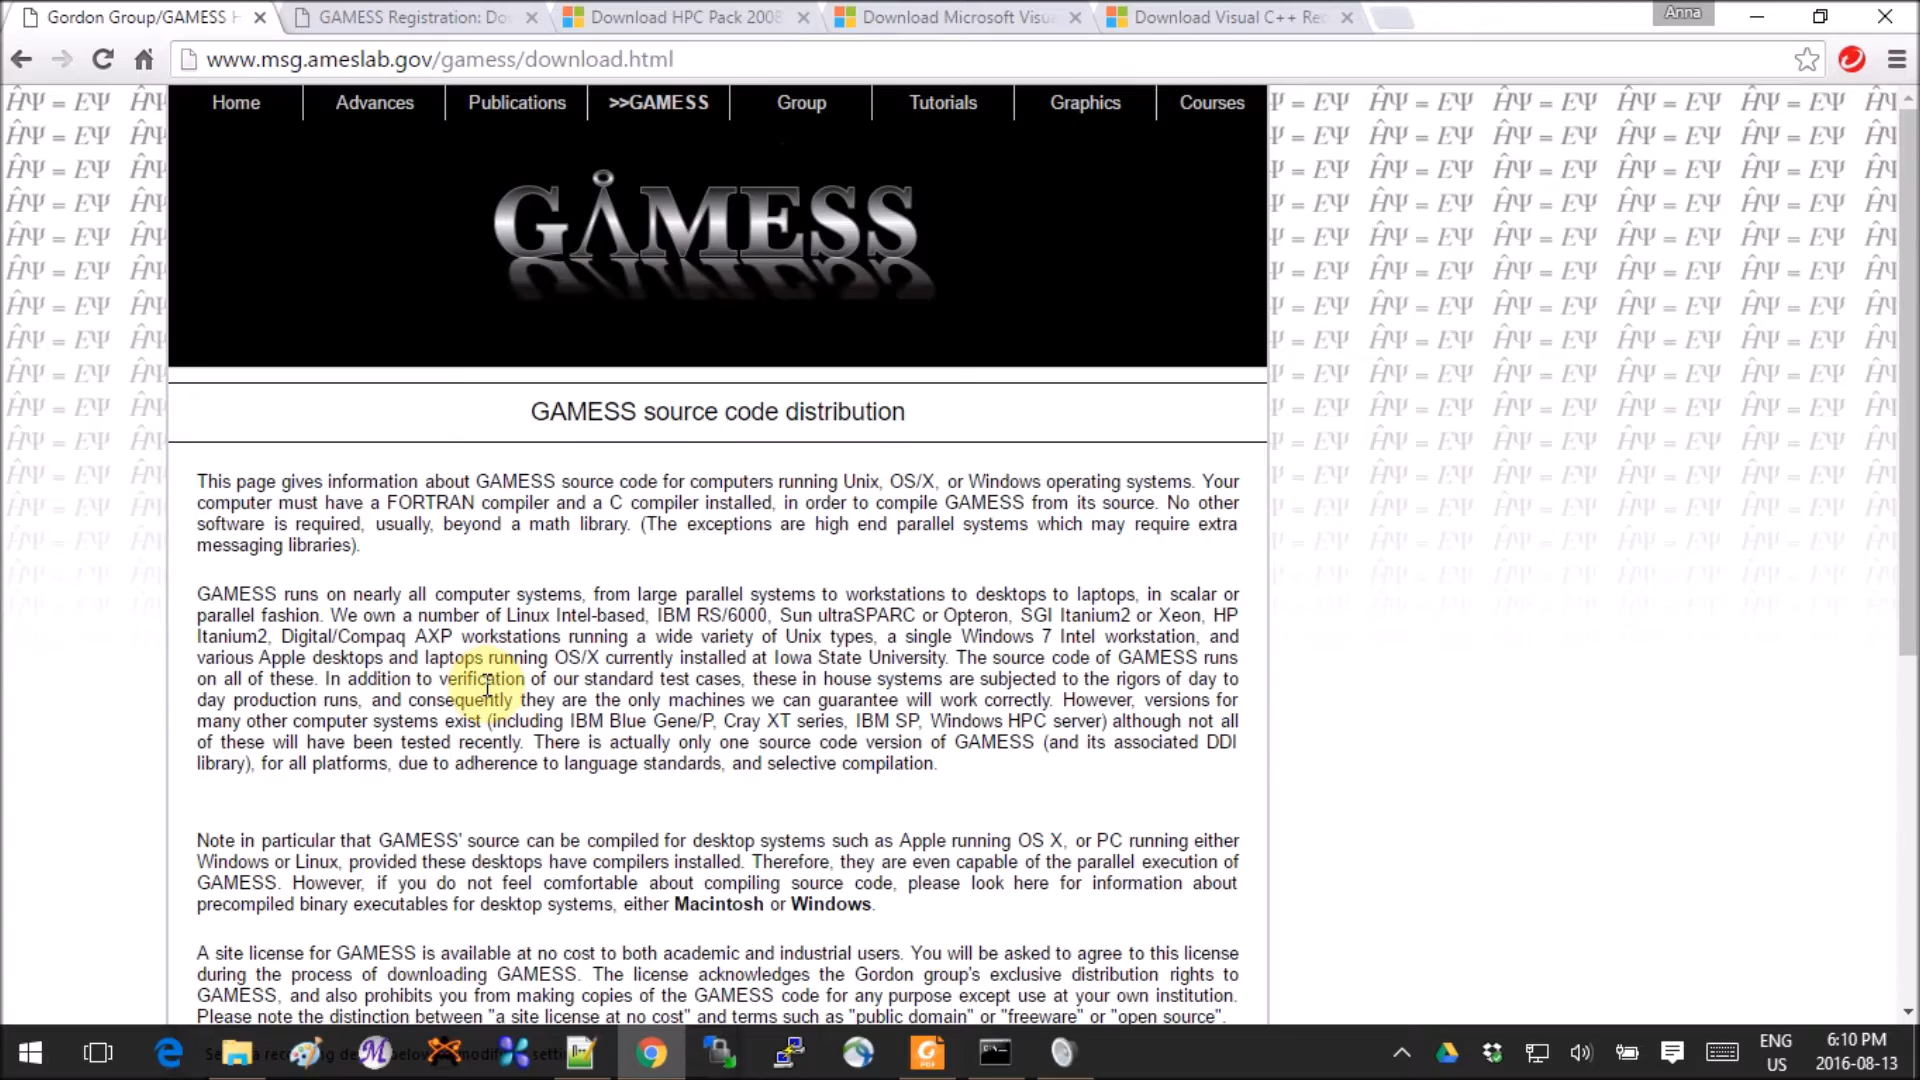 Gordon Group/GAMESS H
GAMESS Registration: Do
Download HPC Pack 2008
Download Microsoft Visua
Download Visual C++ Re
Anna
www.msg.ameslab.gov/gamess/download.html
Home
Advances
Publications
>>GAMESS
Group
Tutorials
Graphics
Courses
GAMESS
GAMESS source code distribution
This page gives information about GAMESS source code for computers running Unix, OS/X, or Windows operating systems. Your
computer must have a FORTRAN compiler and a C compiler installed, in order to compile GAMESS from its source. No other
software is required, usually, beyond a math library. (The exceptions are high end parallel systems which may require extra
messaging libraries).
GAMESS runs on nearly all computer systems, from large parallel systems to workstations to desktops to laptops, in scalar or
parallel fashion. We own a number of Linux Intel-based, IBM RS/6000, Sun ultraSPARC or Opteron, SGI Itanium2 or Xeon, HP
Itanium2, Digital/Compaq AXP workstations running a wide variety of Unix types, a single Windows 7 Intel workstation, and
various Apple desktops and laptops running OS/X currently installed at Iowa State University. The source code of GAMESS runs
on all of these. In addition to verification of our standard test cases, these in house systems are subjected to the rigors of day to
day production runs, and consequently they are the only machines we can guarantee will work correctly. However, versions for
many other computer systems exist (including IBM Blue Gene/P, Cray XT series, IBM SP, Windows HPC server) although not all
of these will have been tested recently. There is actually only one source code version of GAMESS (and its associated DDI
library), for all platforms, due to adherence to language standards, and selective compilation.
Note in particular that GAMESS' source can be compiled for desktop systems such as Apple running OS X, or PC running either
Windows or Linux, provided these desktops have compilers installed. Therefore, they are even capable of the parallel execution of
GAMESS. However, if you do not feel comfortable about compiling source code, please look here for information about
precompiled binary executables for desktop systems, either Macintosh or Windows.
A site license for GAMESS is available at no cost to both academic and industrial users. You will be asked to agree to this license
during the process of downloading GAMESS. The license acknowledges the Gordon group's exclusive distribution rights to
GAMESS, and also prohibits you from making copies of the GAMESS code for any purpose except use at your own institution.
Please note the distinction between "a site license at no cost" and terms such as "public domain" or "freeware" or "open source".
ENG
US
6:10 PM
2016-08-13